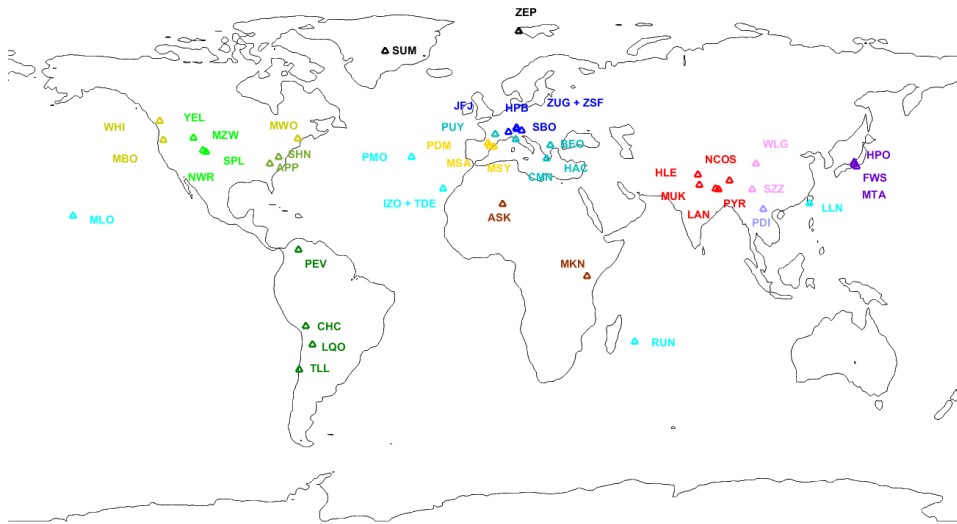 ZEP
SUM
JFJ
HPB
ZUG + ZSF
WHI
YEL
MWO
PUY
SBO
MBO
MZW
PDM
BEO
WLG
HPO
SPL
SHN
PMO
MSA
MSY
HAC
NCOS
APP
CMN
HLE
FWS
NWR
IZO + TDE
MUK
PYR
SZZ
MTA
MLO
ASK
LAN
PDI
LLN
PEV
MKN
CHC
LQO
RUN
TLL